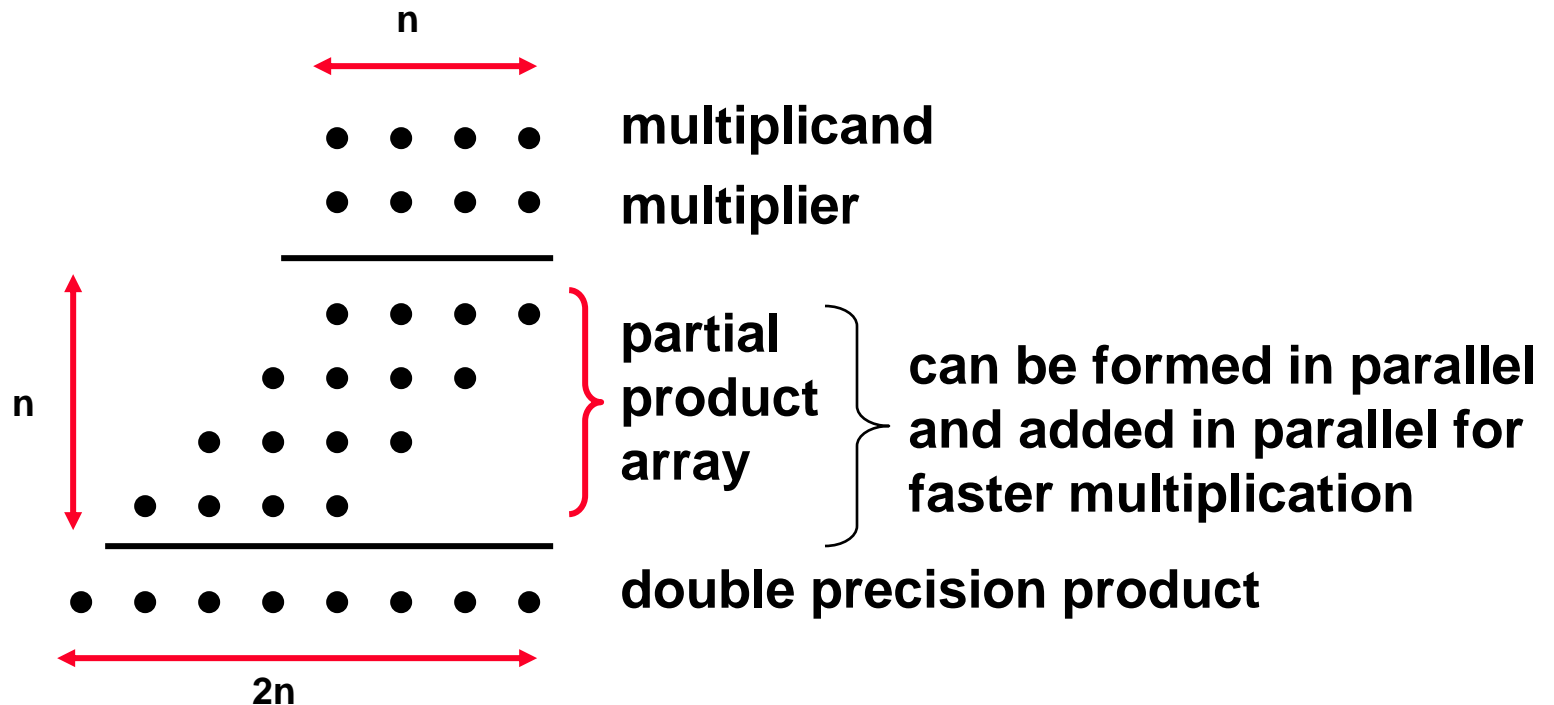 n
multiplicand
multiplier
n
partial
product
array
can be formed in parallel
and added in parallel for
faster multiplication
double precision product
2n